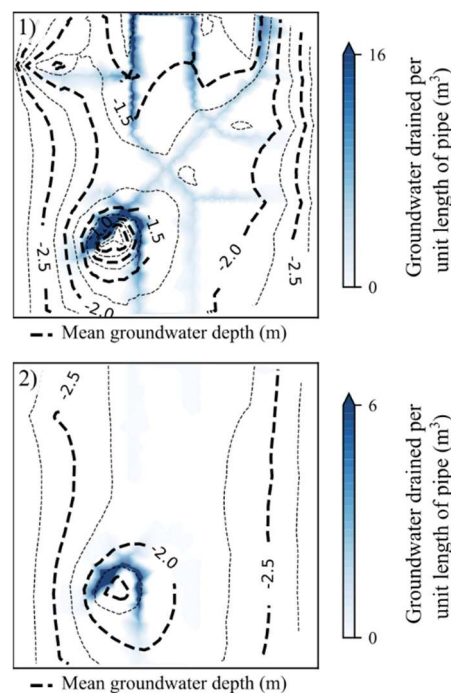 1)
-1.5
-2.5
-1.0
-1.5
-2.0
-2.0
-2.5
16
0
Groundwater drained per
unit length of pipe (m³)
Mean groundwater depth (m)
2)
-2.5
-2.0
-2.5
6
0
Groundwater drained per
unit length of pipe (m³)
Mean groundwater depth (m)